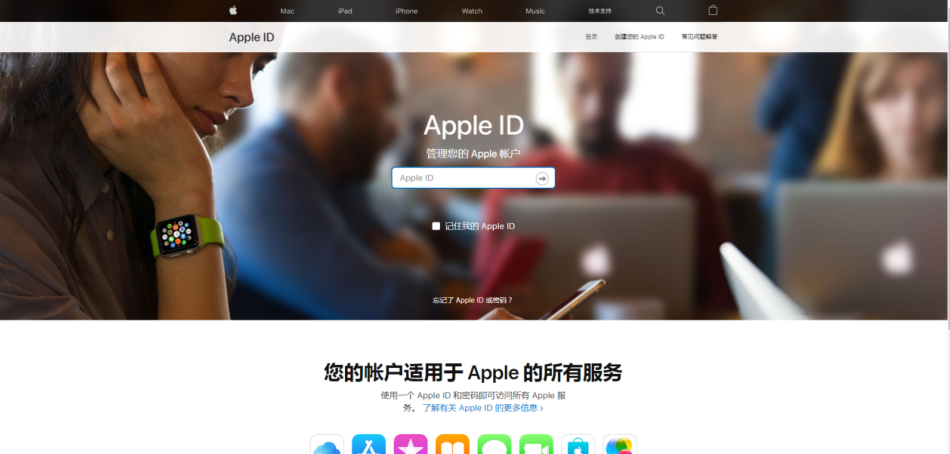 Mac
iPad
iPhone
Watch
Music
技术支持
Apple ID
登录
创建您的 Apple ID
常见问题解答
Apple ID
管理您的 Apple 帐户
Apple ID
记住我的 Apple ID
忘记了 Apple ID 或密码？
您的帐户适用于 Apple 的所有服务
使用一个 Apple ID 和密码即可访问所有 Apple 服
务。 了解有关 Apple ID 的更多信息 ›